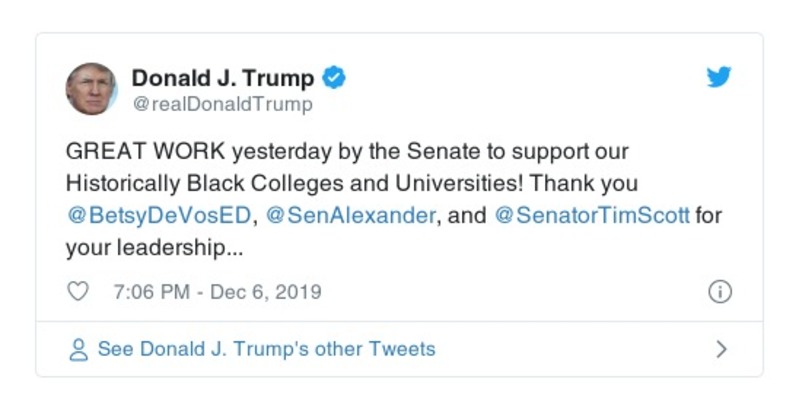 Donald J. Trump
@realDonaldTrump
GREAT WORK yesterday by the Senate to support our
Historically Black Colleges and Universities! Thank you
@BetsyDeVosED, @SenAlexander, and @SenatorTimScott for
your leadership...
7:06 PM - Dec 6, 2019
See Donald J. Trump's other Tweets